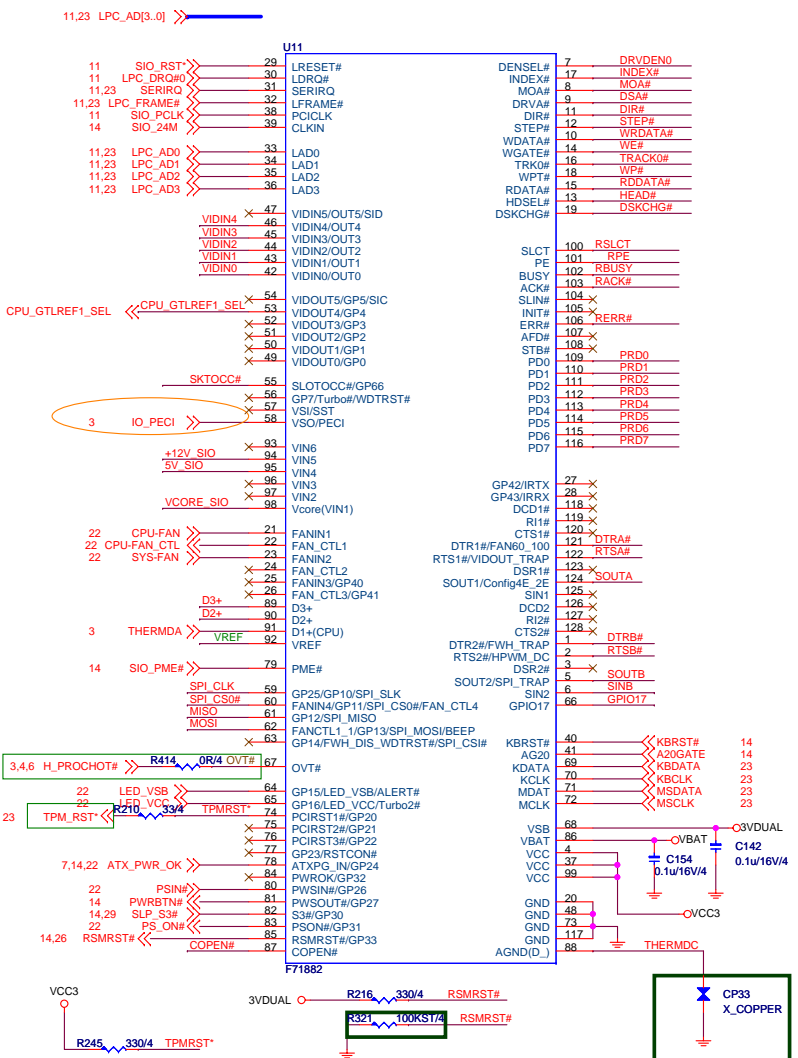 11,23 LPC_AD[3..0]
U11
11 SIO_RST* 29 LRESET# DENSEL# 7 DRVDEN0
11 LPC_DRQ#0 30 LDRQ# INDEX# 17 INDEX#
11,23 SERIRQ 31 SERIRQ MOA# 8 MOA#
11,23 LPC_FRAME# 32 LFRAME# DRVA# 9 DSA#
11 SIO_PCLK 38 PCICLK DIR# 11 DIR#
14 SIO_24M 39 CLKIN STEP# 12 STEP#
WDATA# 10 WRDATA#
11,23 LPC_AD0 33 LAD0 WGATE# 14 WE#
11,23 LPC_AD1 34 LAD1 TRK0# 16 TRACK0#
11,23 LPC_AD2 35 LAD2 WPT# 18 WP#
11,23 LPC_AD3 36 LAD3 RDATA# 15 RDDATA#
HDSEL# 13 HEAD#
47 VIDIN5/OUT5/SID DSKCHG# 19 DSKCHG#
VIDIN4 46 VIDIN4/OUT4
VIDIN3 45 VIDIN3/OUT3
VIDIN2 44 VIDIN2/OUT2 SLCT 100 RSLCT
VIDIN1 43 VIDIN1/OUT1 PE 101 RPE
VIDIN0 42 VIDIN0/OUT0 BUSY 102 RBUSY
ACK# 103 RACK#
54 VIDOUT5/GP5/SIC SLIN# 104
CPU_GTLREF1_SEL CPU_GTLREF1_SEL 53 VIDOUT4/GP4 INIT# 105
52 VIDOUT3/GP3 ERR# 106 RERR#
51 VIDOUT2/GP2 AFD# 107
50 VIDOUT1/GP1 STB# 108
49 VIDOUT0/GP0 PD0 109 PRD0
PD1 110 PRD1
SKTOCC# 55 SLOTOCC#/GP66 PD2 111 PRD2
56 GP7/Turbo#/WDTRST# PD3 112 PRD3
57 VSI/SST PD4 113 PRD4
3 IO_PECI 58 VSO/PECI PD5 114 PRD5
PD6 115 PRD6
93 VIN6 PD7 116 PRD7
+12V_SIO 94 VIN5
5V_SIO 95 VIN4
96 VIN3 GP42/IRTX 27
97 VIN2 GP43/IRRX 28
VCORE_SIO 98 Vcore(VIN1) DCD1# 118
RI1# 119
22 CPU-FAN 21 FANIN1 CTS1# 120
22 CPU-FAN_CTL 22 FAN_CTL1 DTR1#/FAN60_100 121 DTRA#
22 SYS-FAN 23 FANIN2 RTS1#/VIDOUT_TRAP 122 RTSA#
24 FAN_CTL2 DSR1# 123
25 FANIN3/GP40 SOUT1/Config4E_2E 124 SOUTA
26 FAN_CTL3/GP41 SIN1 125
D3+ 89 D3+ DCD2 126
D2+ 90 D2+ RI2# 127
3 THERMDA 91 D1+(CPU) CTS2# 128
VREF 92 VREF DTR2#/FWH_TRAP 1 DTRB#
RTS2#/HPWM_DC 2 RTSB#
14 SIO_PME# 79 PME# DSR2# 3
SOUT2/SPI_TRAP 5 SOUTB
SPI_CLK 59 GP25/GP10/SPI_SLK SIN2 6 SINB
SPI_CS0# 60 FANIN4/GP11/SPI_CS0#/FAN_CTL4 GPIO17 66 GPIO17
MISO 61 GP12/SPI_MISO
MOSI 62 FANCTL1_1/GP13/SPI_MOSI/BEEP
63 GP14/FWH_DIS_WDTRST#/SPI_CSI# KBRST# 40 KBRST# 14
AG20 41 A20GATE 14
3,4,6 H_PROCHOT# R414 0R/4 OVT# 67 OVT# KDATA 69 KBDATA 23
KCLK 70 KBCLK 23
22 LED_VSB 64 GP15/LED_VSB/ALERT# MDAT 71 MSDATA 23
22 LED_VCC 65 GP16/LED_VCC/Turbo2# MCLK 72 MSCLK 23
23 TPM_RST* R210 33/4 TPMRST* 74 PCIRST1#/GP20
75 PCIRST2#/GP21 VSB 68 3VDUAL
76 PCIRST3#/GP22 VBAT 86 VBAT
77 GP23/RSTCON# VCC 4 C142
7,14,22 ATX_PWR_OK 78 ATXPG_IN/GP24 VCC 37 C154 0.1u/16V/4
84 PWROK/GP32 VCC 99 0.1u/16V/4
22 PSIN# 80 PWSIN#/GP26
14 PWRBTN# 81 PWSOUT#/GP27 GND 20
14,29 SLP_S3# 82 S3#/GP30 GND 48 VCC3
22 PS_ON# 83 PSON#/GP31 GND 73
14,26 RSMRST# 85 RSMRST#/GP33 GND 117
COPEN# 87 COPEN# AGND(D_) 88 THERMDC
F71882
VCC3
3VDUAL R216 330/4 RSMRST#
CP33
X_COPPER
R321 100KST/4 RSMRST#
R245 330/4 TPMRST*